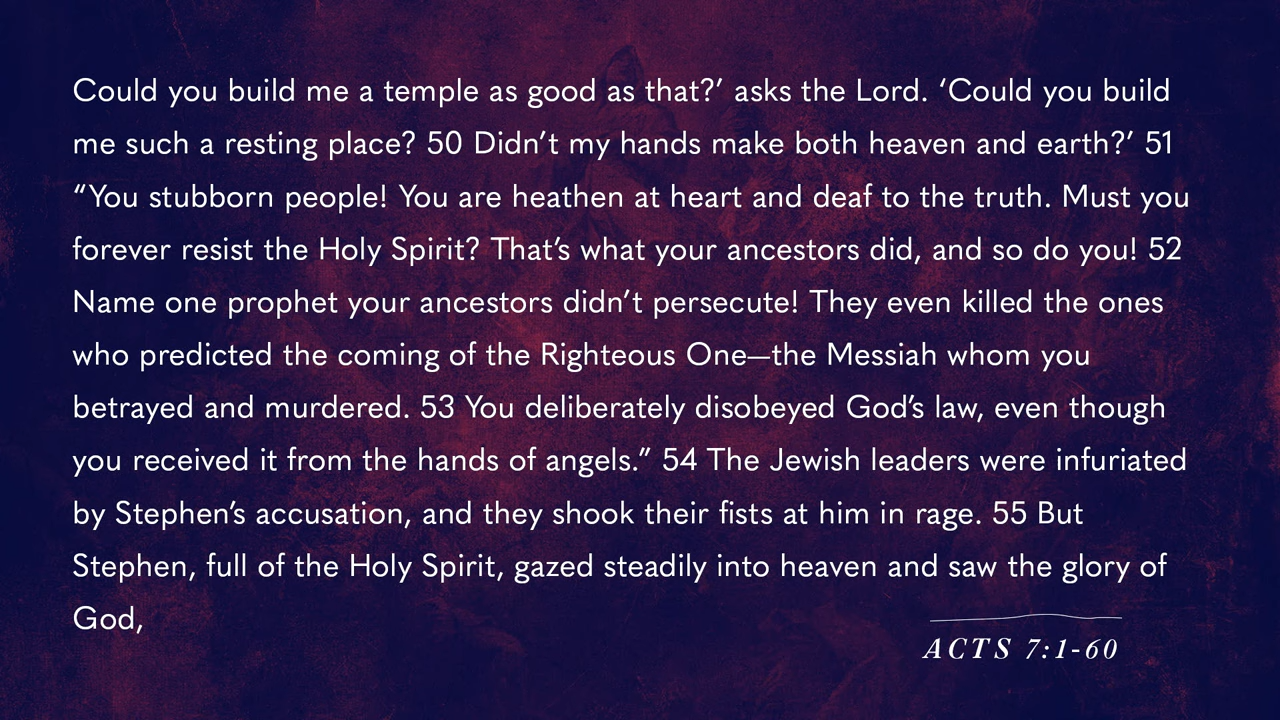 Could you build me a temple as good as that?’ asks the Lord. ‘Could you build
me such a resting place? 50 Didn’t my hands make both heaven and earth?’ 51
“You stubborn people! You are heathen at heart and deaf to the truth. Must you
forever resist the Holy Spirit? That’s what your ancestors did, and so do you! 52
Name one prophet your ancestors didn’t persecute! They even killed the ones
who predicted the coming of the Righteous One—the Messiah whom you
betrayed and murdered. 53 You deliberately disobeyed God’s law, even though
you received it from the hands of angels.” 54 The Jewish leaders were infuriated
by Stephen’s accusation, and they shook their fists at him in rage. 55 But
Stephen, full of the Holy Spirit, gazed steadily into heaven and saw the glory of
God,
ACTS 7:1-60